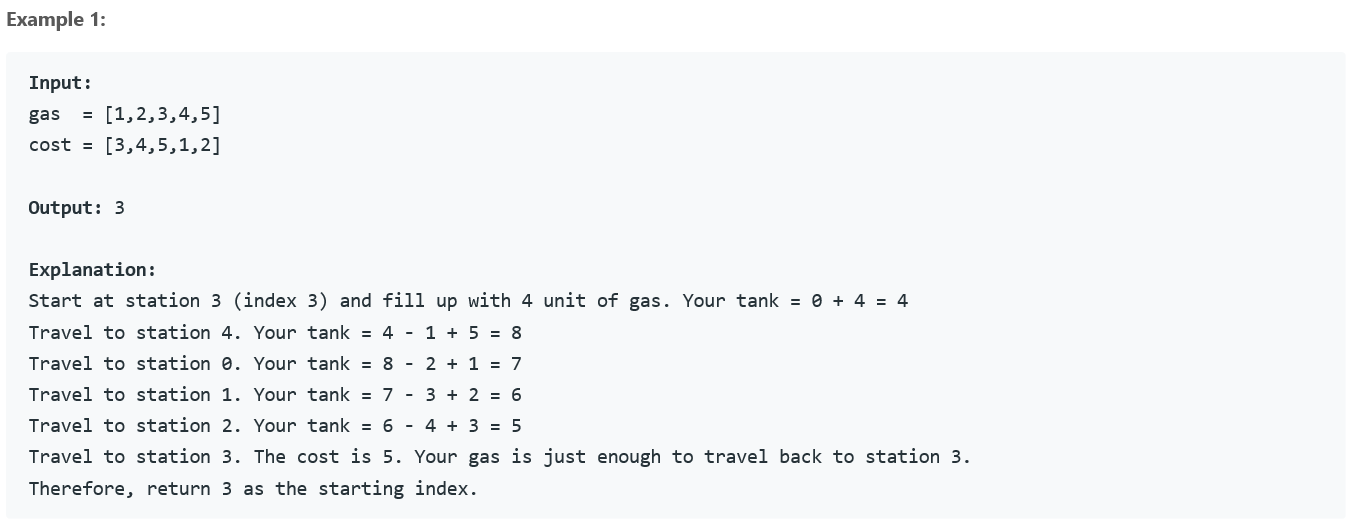 Example 1:
Input:
gas  = [1,2,3,4,5]
cost = [3,4,5,1,2]
Output: 3
Explanation:
Start at station 3 (index 3) and fill up with 4 unit of gas. Your tank = 0 + 4 = 4
Travel to station 4. Your tank = 4 - 1 + 5 = 8
Travel to station 0. Your tank = 8 - 2 + 1 = 7
Travel to station 1. Your tank = 7 - 3 + 2 = 6
Travel to station 2. Your tank = 6 - 4 + 3 = 5
Travel to station 3. The cost is 5. Your gas is just enough to travel back to station 3.
Therefore, return 3 as the starting index.